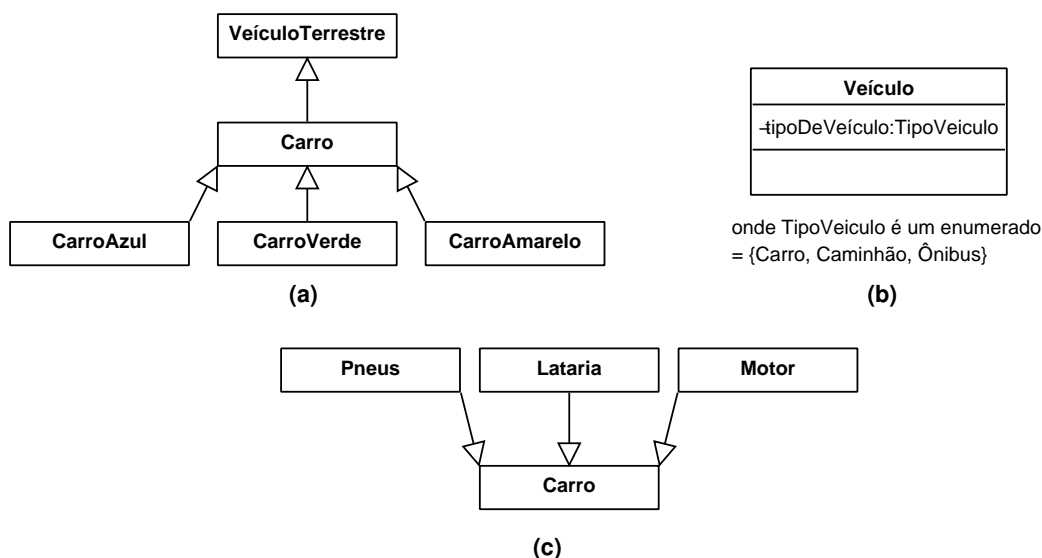 VeículoTerrestre
Carro
CarroAzul CarroVerde CarroAmarelo
(a)
Veículo
-tipoDeVeículo:TipoVeiculo
onde TipoVeiculo é um enumerado
= {Carro, Caminhão, Ônibus}
(b)
Pneus Lataria Motor
Carro
(c)